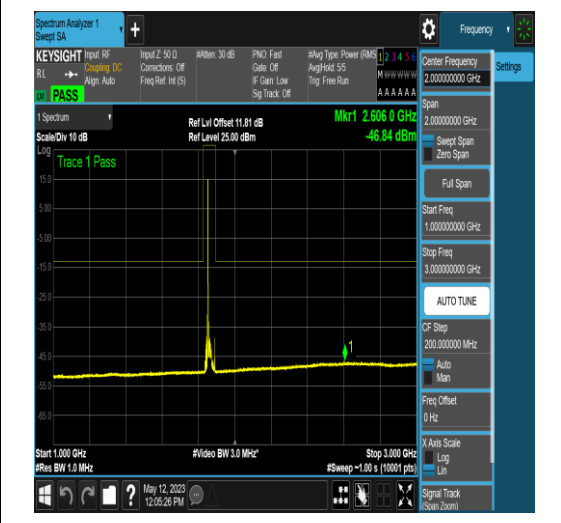 Spectrum Analyzer 1
Swept SA
Frequency
KEYSIGHT
RL
PASS
Input: RF
Coupling: DC
Align: Auto
Input Z: 50 Ω
Corrections: Off
Freq Ref: Int (S)
#Atten: 30 dB
PNO: Fast
Gate: Off
IF Gain: Low
Sig Track: Off
#Avg Type: Power (RMS)
Avg|Hold: 5/5
Trig: Free Run
1 2 3 4 5 6
M W W W W W
A A A A A A
1 Spectrum
Scale/Div 10 dB
Log
Ref Lvl Offset 11.81 dB
Ref Level 25.00 dBm
Mkr1 2.606 0 GHz
-46.84 dBm
Trace 1 Pass
15.0
5.00
-5.00
-15.0
-25.0
-35.0
-45.0
-55.0
-65.0
1
Start 1.000 GHz
#Res BW 1.0 MHz
#Video BW 3.0 MHz*
Stop 3.000 GHz
#Sweep ~1.00 s (10001 pts)
May 12, 2023
12:05:26 PM
?
Center Frequency
2.000000000 GHz
Settings
Span
2.00000000 GHz
Swept Span
Zero Span
Full Span
Start Freq
1.000000000 GHz
Stop Freq
3.000000000 GHz
AUTO TUNE
CF Step
200.000000 MHz
Auto
Man
Freq Offset
0 Hz
X Axis Scale
Log
Lin
Signal Track
(Span Zoom)